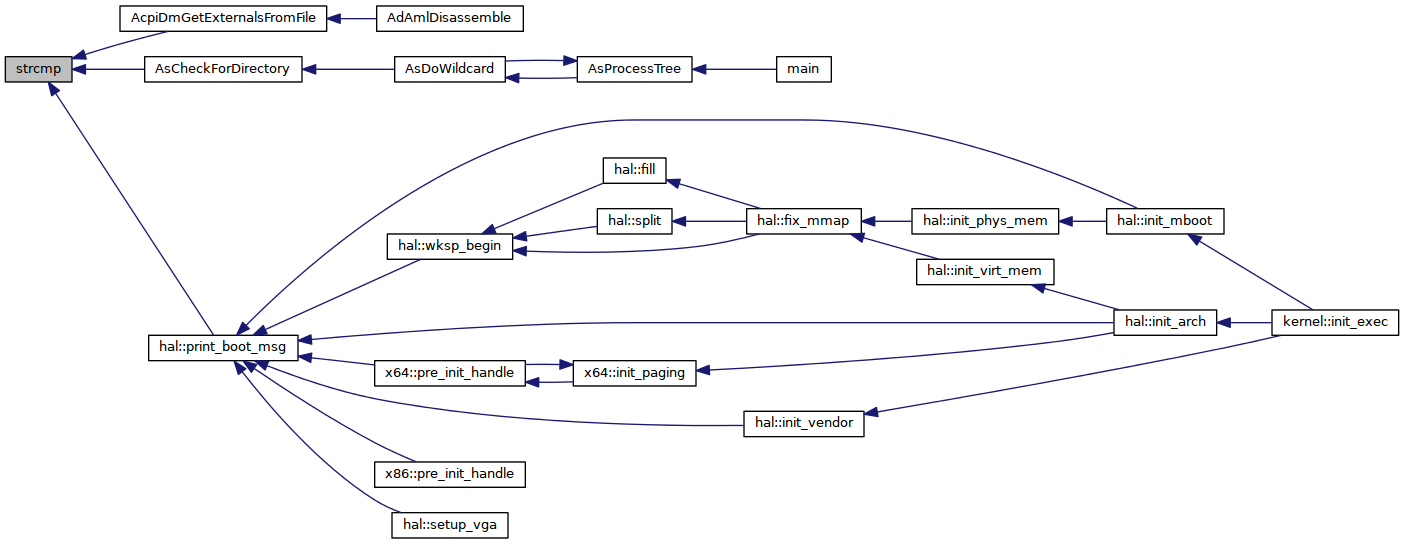 AcpiDmGetExternalsFromFile
AdAmlDisassemble
strcmp
AsCheckForDirectory
AsDoWildcard
AsProcessTree
main
hal::fill
hal::split
hal::fix_mmap
hal::init_phys_mem
hal::init_mboot
hal::wksp_begin
hal::init_virt_mem
hal::init_arch
kernel::init_exec
hal::print_boot_msg
x64::pre_init_handle
x64::init_paging
hal::init_vendor
x86::pre_init_handle
hal::setup_vga